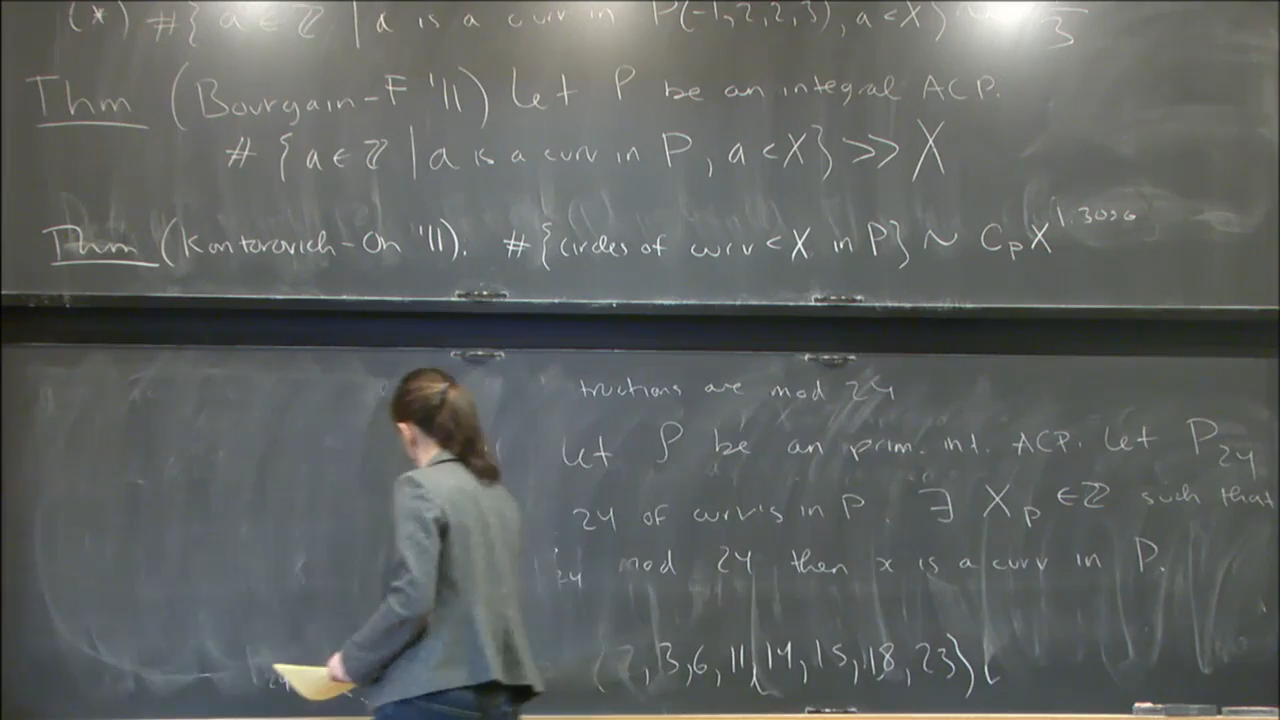 (*) #{a ∈ ℤ | a is a curv in P(-1,2,2,3), a<X} 3
Thm (Bourgain-F '11) Let P be an integral ACP.
# {a ∈ ℤ | a is a curv in P, a<X} >> X
Thm (Kontorovich-Oh '11). #{circles of curv <X in P} ~ C_P X^1.3056
tructions are mod 24
Let P be an prim. int. ACP. Let P_24
24 of curv's in P. ∃ X_P ∈ ℤ such that
24 mod 24 then x is a curv in P.
(2,3,6,11,14,15,18,23)